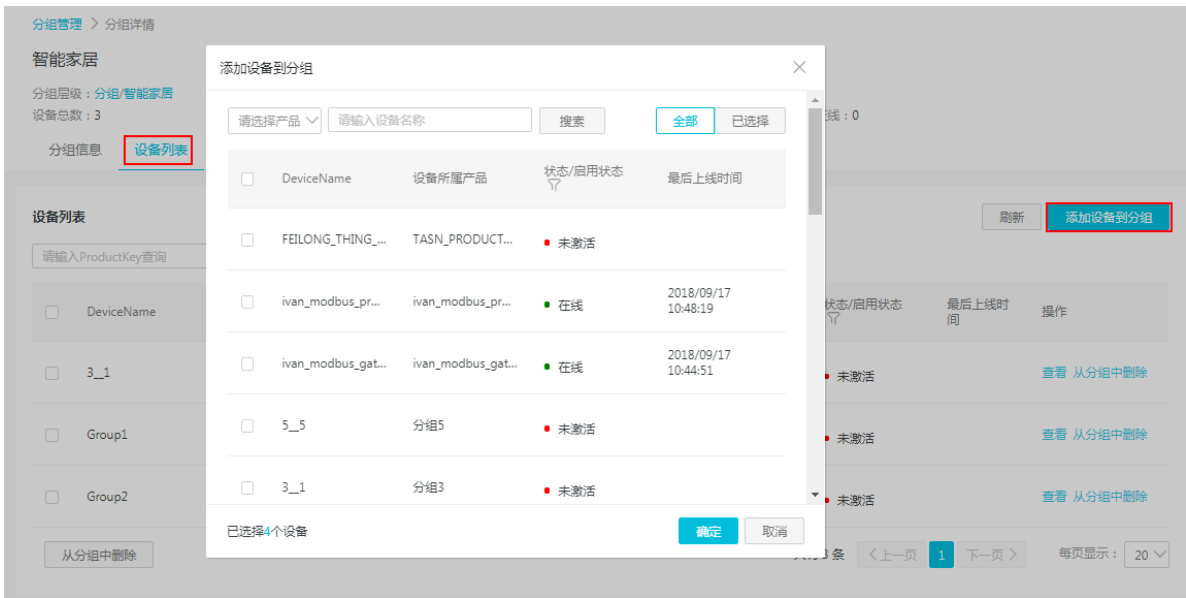 分组管理 > 分组详情
智能家居
分组层级：分组/智能家居
设备总数：3
线：0
分组信息
设备列表
设备列表
刷新
添加设备到分组
请输入ProductKey查询
DeviceName
状态/启用状态
最后上线时
间
操作
3__1
未激活
查看 从分组中删除
Group1
未激活
查看 从分组中删除
Group2
未激活
查看 从分组中删除
从分组中删除
条
上一页
1
下一页
每页显示：
20
添加设备到分组
请选择产品
请输入设备名称
搜索
全部
已选择
DeviceName
设备所属产品
状态/启用状态
最后上线时间
FEILONG_THING_...
TASN_PRODUCT...
未激活
ivan_modbus_pr...
ivan_modbus_pr...
在线
2018/09/17
10:48:19
ivan_modbus_gat...
ivan_modbus_gat...
在线
2018/09/17
10:44:51
5__5
分组5
未激活
3__1
分组3
未激活
已选择4个设备
确定
取消